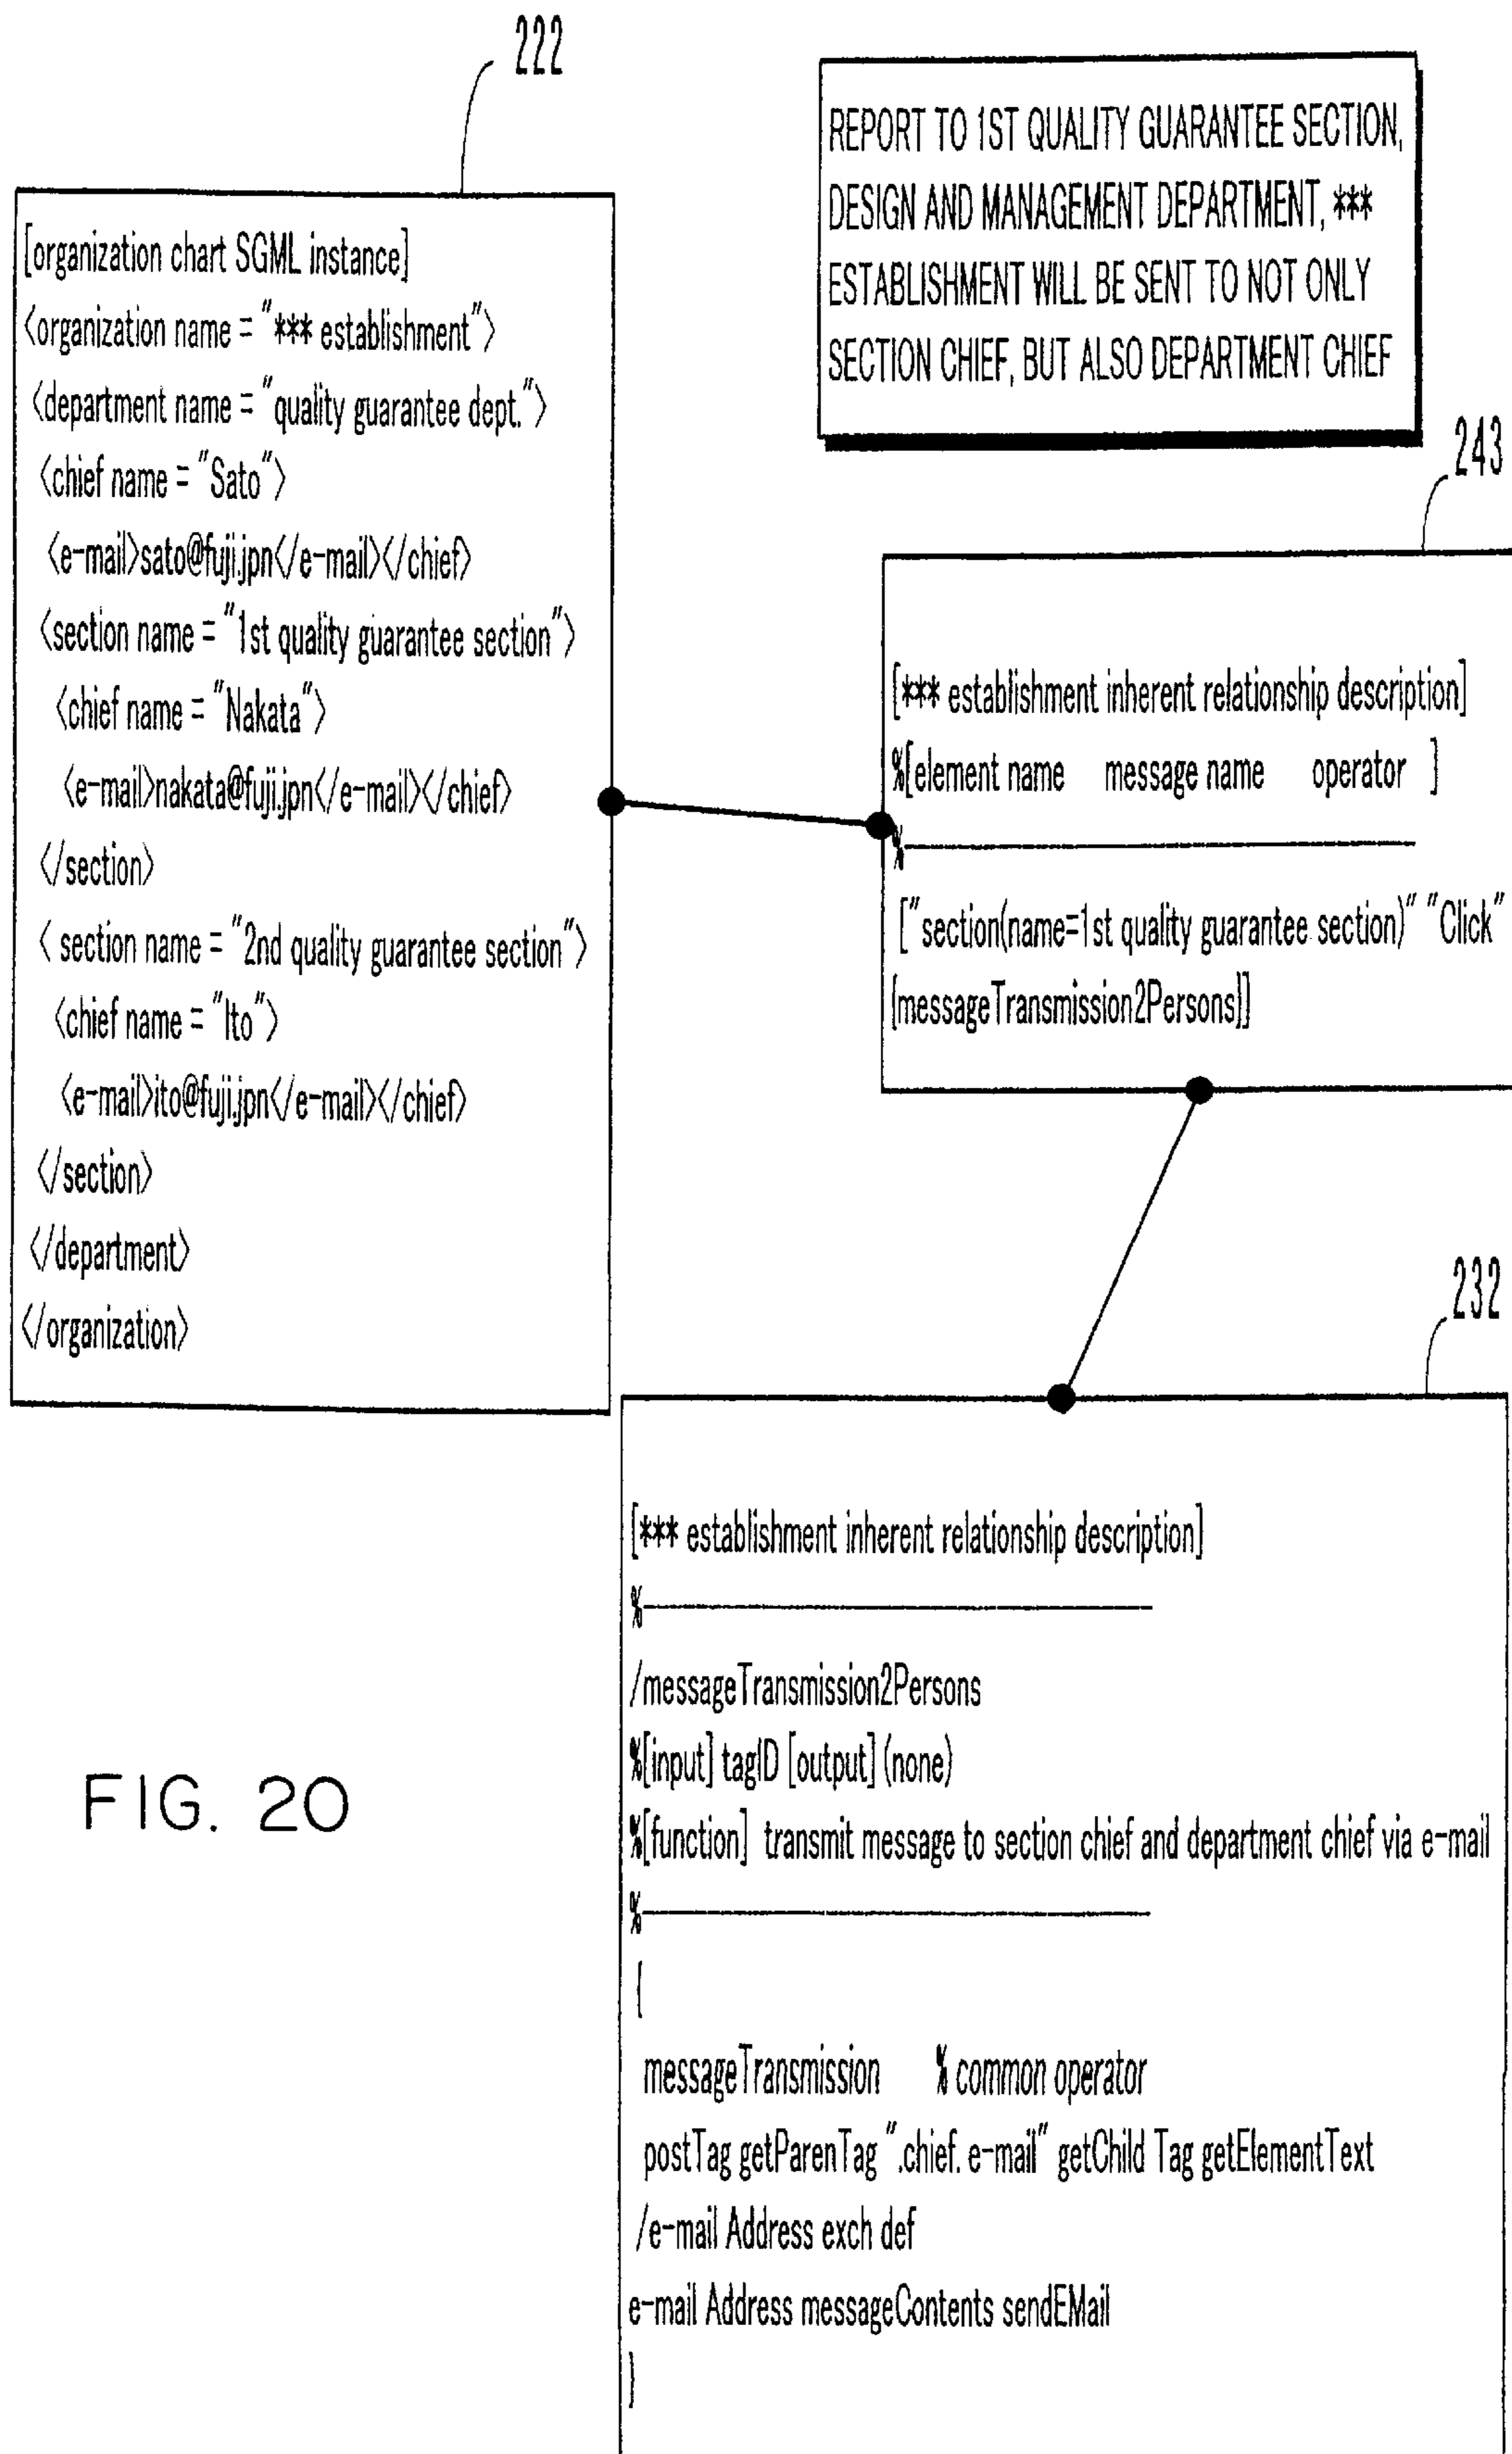 222
[organization chart SGML instance]
<organization name = "*** establishment">
<department name = "quality guarantee dept.">
<chief name = "Sato">
<e-mail>sato@fuji.jpn</e-mail></chief>
<section name = "1st quality guarantee section">
<chief name = "Nakata">
<e-mail>nakata@fuji.jpn</e-mail></chief>
</section>
< section name = "2nd quality guarantee section">
<chief name = "Ito">
<e-mail>ito@fuji.jpn</e-mail></chief>
</section>
</department>
</organization>
REPORT TO 1ST QUALITY GUARANTEE SECTION,
DESIGN AND MANAGEMENT DEPARTMENT, ***
ESTABLISHMENT WILL BE SENT TO NOT ONLY
SECTION CHIEF, BUT ALSO DEPARTMENT CHIEF
243
[*** establishment inherent relationship description]
%[element name message name operator ]
%
["section(name=1st quality guarantee section)" "Click"
{messageTransmission2Persons}]
232
[*** establishment inherent relationship description]
%
/messageTransmission2Persons
%[input] tagID [output] (none)
%[function] transmit message to section chief and department chief via e-mail
%
{
messageTransmission % common operator
postTag getParenTag ".chief. e-mail" getChild Tag getElementText
/e-mail Address exch def
e-mail Address messageContents sendEMail
}
FIG. 20